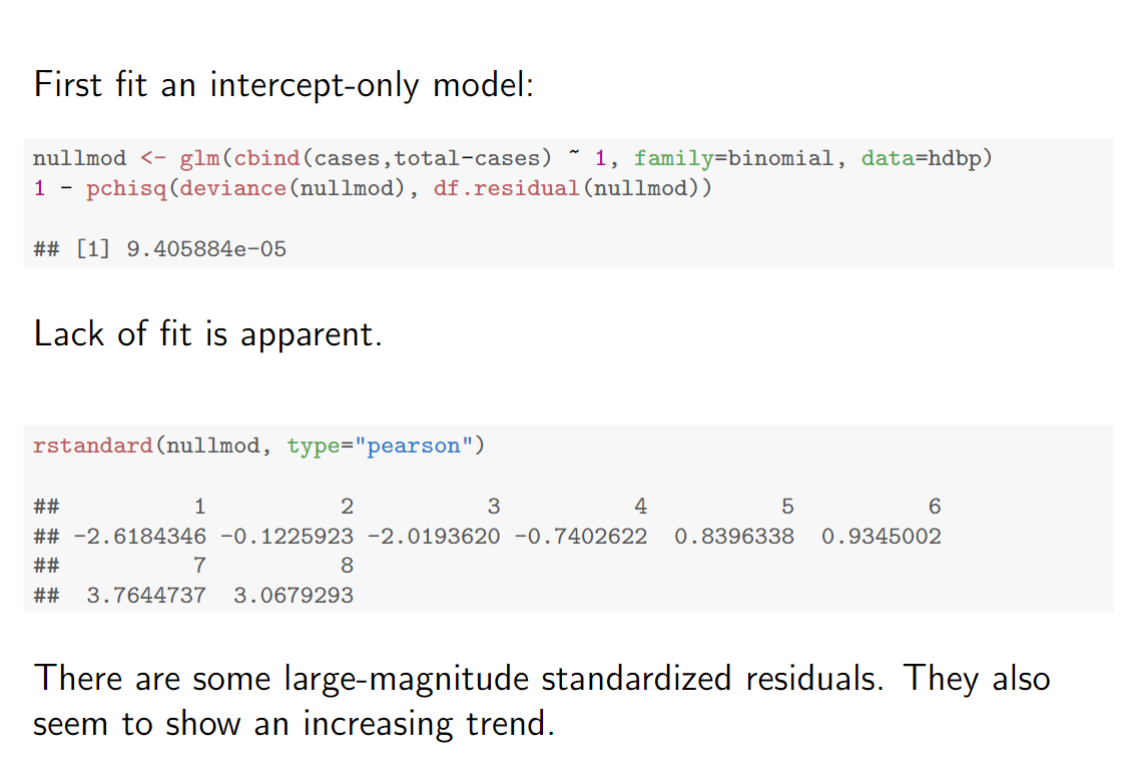 First fit an intercept-only model:
nullmod <- glm(cbind(cases,total-cases) ~ 1, family=binomial, data=hdbp)
1 - pchisq(deviance(nullmod), df.residual(nullmod))
## [1] 9.405884e-05
Lack of fit is apparent.
rstandard(nullmod, type="pearson")
## 1 2 3 4 5 6
## -2.6184346 -0.1225923 -2.0193620 -0.7402622 0.8396338 0.9345002
## 7 8
## 3.7644737 3.0679293
There are some large-magnitude standardized residuals. They also
seem to show an increasing trend.